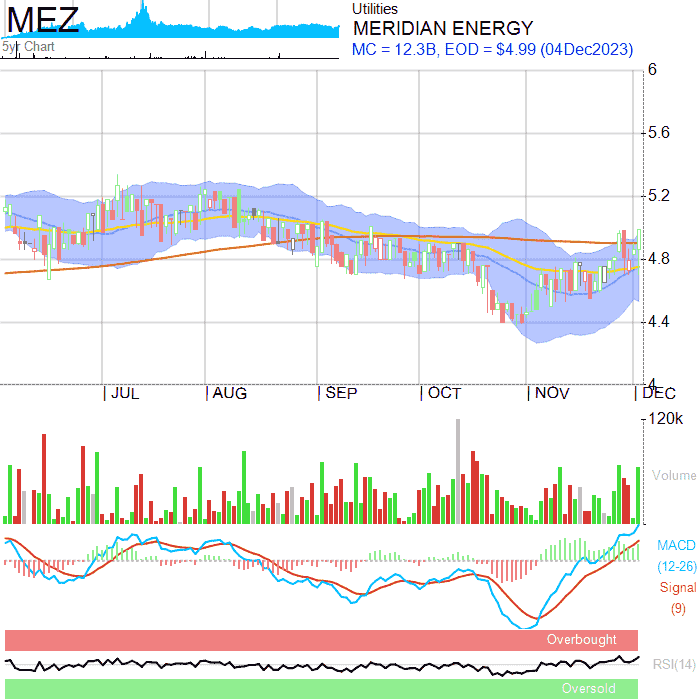 MEZ
5yr Chart
Utilities
MERIDIAN ENERGY
MC = 12.3B, EOD = $4.99 (04Dec2023)
6
5.6
5.2
4.8
4.4
4
JUL AUG SEP OCT NOV DEC
120k
Volume
MACD
(12-26)
Signal
(9)
Overbought
RSI(14)
Oversold